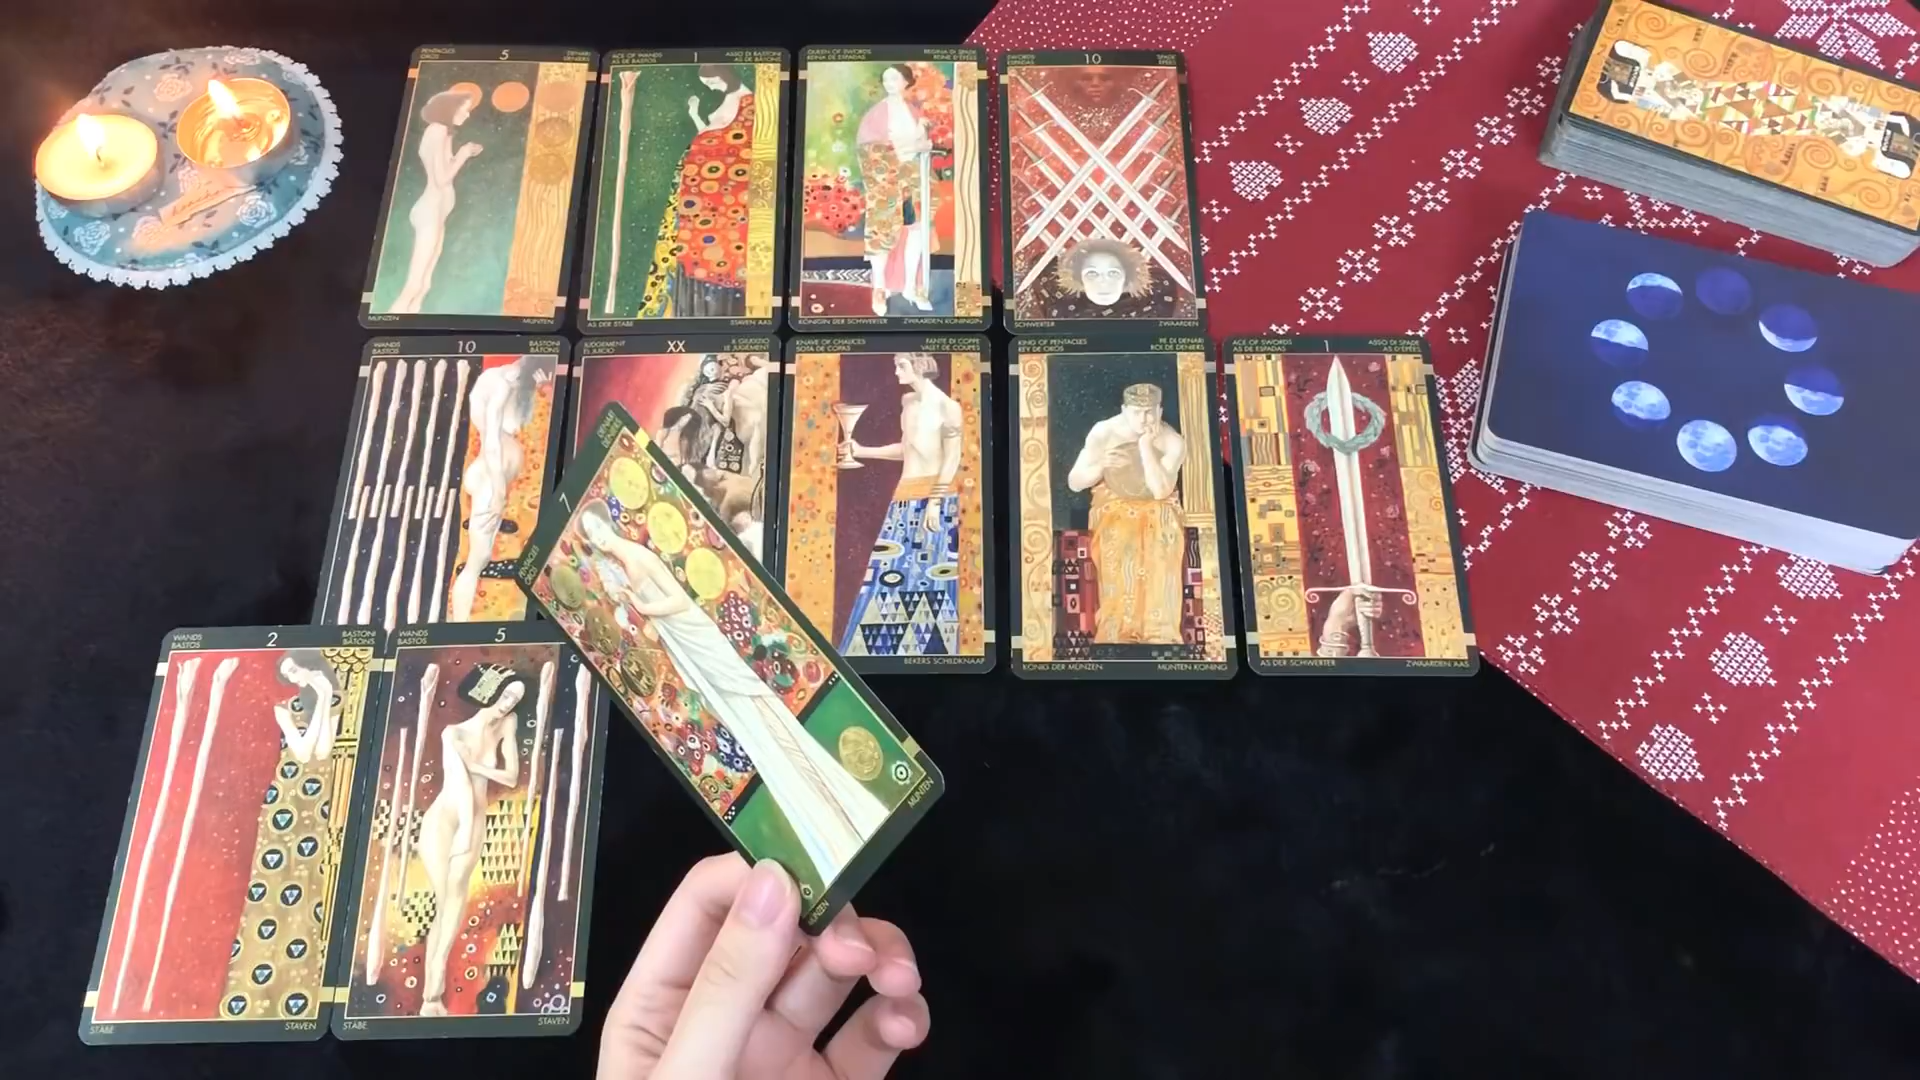 PENTACLES
OROS
5
DENARI
DENIERS
MÜNZEN
MUNTEN
ACE OF WANDS
AS DE BASTOS
1
ASSO DI BASTONI
AS DE BÂTONS
AS DER STÄBE
STAVEN AAS
QUEEN OF SWORDS
REINA DE ESPADAS
REGINA DI SPADE
REINE D'ÉPÉES
KÖNIGIN DER SCHWERTER
ZWAARDEN KONINGIN
SWORDS
ESPADAS
10
SPADE
ÉPÉES
SCHWERTER
ZWAARDEN
WANDS
BASTOS
10
BASTONI
BÂTONS
JUDGEMENT
EL JUICIO
XX
IL GIUDIZIO
LE JUGEMENT
KNAVE OF CHALICES
SOTA DE COPAS
FANTE DI COPPE
VALET DE COUPES
BEKERS SCHILDKNAAP
KING OF PENTACLES
REY DE OROS
RE DI DENARI
ROI DE DENIERS
KÖNIG DER MÜNZEN
MUNTEN KONING
ACE OF SWORDS
AS DE ESPADAS
1
ASSO DI SPADE
AS D'ÉPÉES
AS DER SCHWERTER
ZWAARDEN AAS
WANDS
BASTOS
2
BASTONI
BÂTONS
STÄBE
STAVEN
WANDS
BASTOS
5
STÄBE
STAVEN
PENTACLES
OROS
7
DENARI
DENIERS
MÜNZEN
MUNTEN